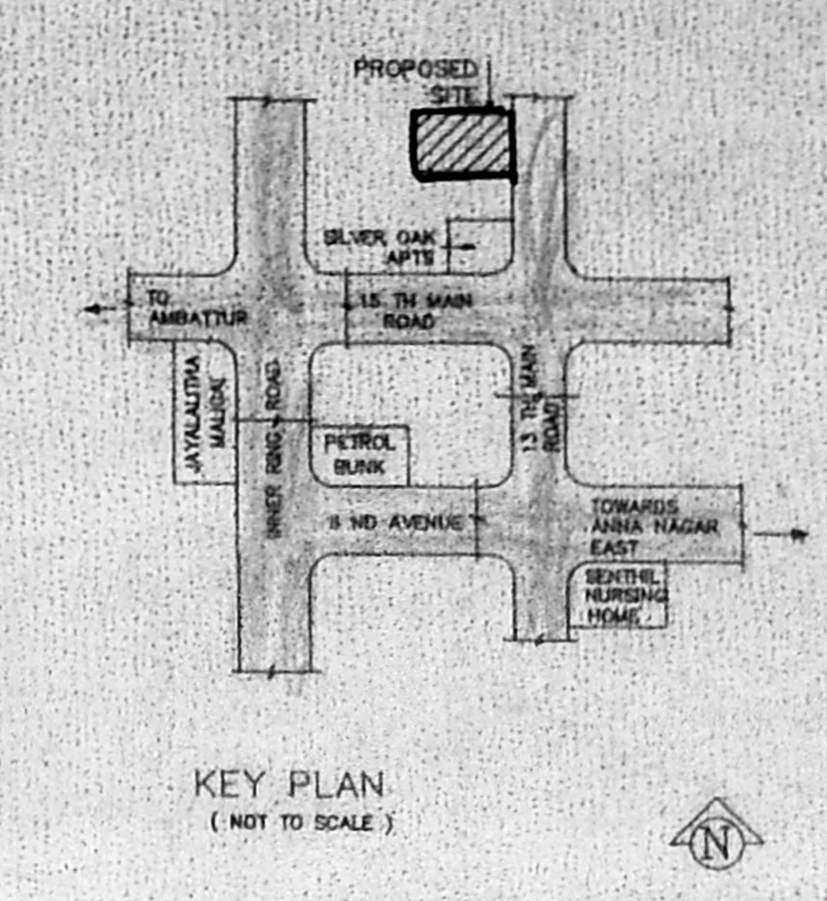 PROPOSED
SITE
SILVER OAK
APTS
TO
AMBATTUR
15 TH MAIN
ROAD
JAYALALITHA
MALIGAI
INNER RING ROAD
13 TH MAIN
ROAD
PETROL
BUNK
II ND AVENUE
TOWARDS
ANNA NAGAR
EAST
SENTHIL
NURSING
HOME
KEY PLAN
( NOT TO SCALE )
N